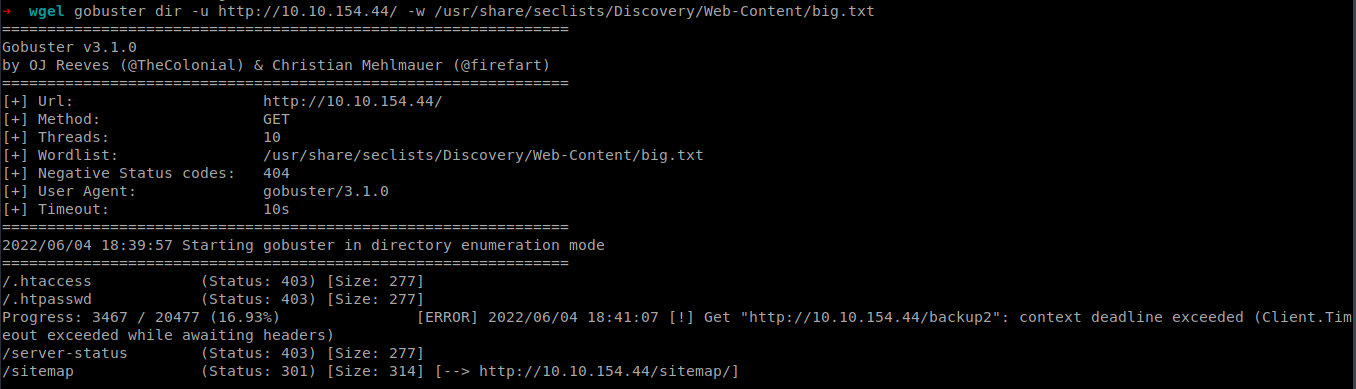 → wgel gobuster dir -u http://10.10.154.44/ -w /usr/share/seclists/Discovery/Web-Content/big.txt
===============================================================
Gobuster v3.1.0
by OJ Reeves (@TheColonial) & Christian Mehlmauer (@firefart)
===============================================================
[+] Url:                     http://10.10.154.44/
[+] Method:                  GET
[+] Threads:                 10
[+] Wordlist:                /usr/share/seclists/Discovery/Web-Content/big.txt
[+] Negative Status codes:   404
[+] User Agent:              gobuster/3.1.0
[+] Timeout:                 10s
===============================================================
2022/06/04 18:39:57 Starting gobuster in directory enumeration mode
===============================================================
/.htaccess            (Status: 403) [Size: 277]
/.htpasswd            (Status: 403) [Size: 277]
Progress: 3467 / 20477 (16.93%)               [ERROR] 2022/06/04 18:41:07 [!] Get "http://10.10.154.44/backup2": context deadline exceeded (Client.Tim
eout exceeded while awaiting headers)
/server-status        (Status: 403) [Size: 277]
/sitemap              (Status: 301) [Size: 314] [--> http://10.10.154.44/sitemap/]